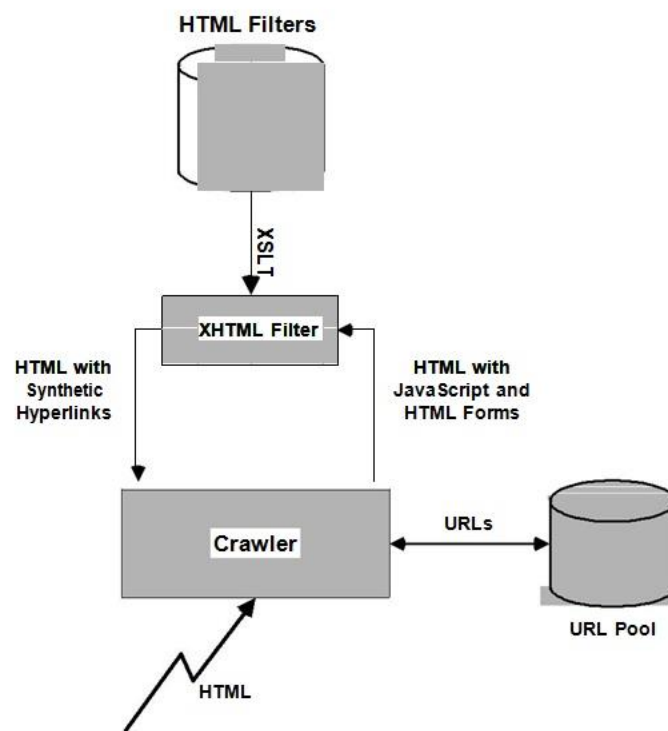 HTML Filters
XSLT
XHTML Filter
HTML with
Synthetic
Hyperlinks
HTML with
JavaScript and
HTML Forms
Crawler
URLs
URL Pool
HTML